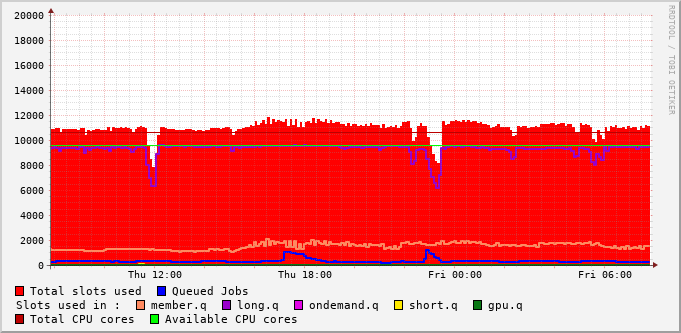 20000
18000
16000
14000
12000
10000
8000
6000
4000
2000
0
Thu 12:00 Thu 18:00 Fri 00:00 Fri 06:00
RRDTOOL / TOBI OETIKER
Total slots used Queued Jobs
Slots used in : member.q long.q ondemand.q short.q gpu.q
Total CPU cores Available CPU cores